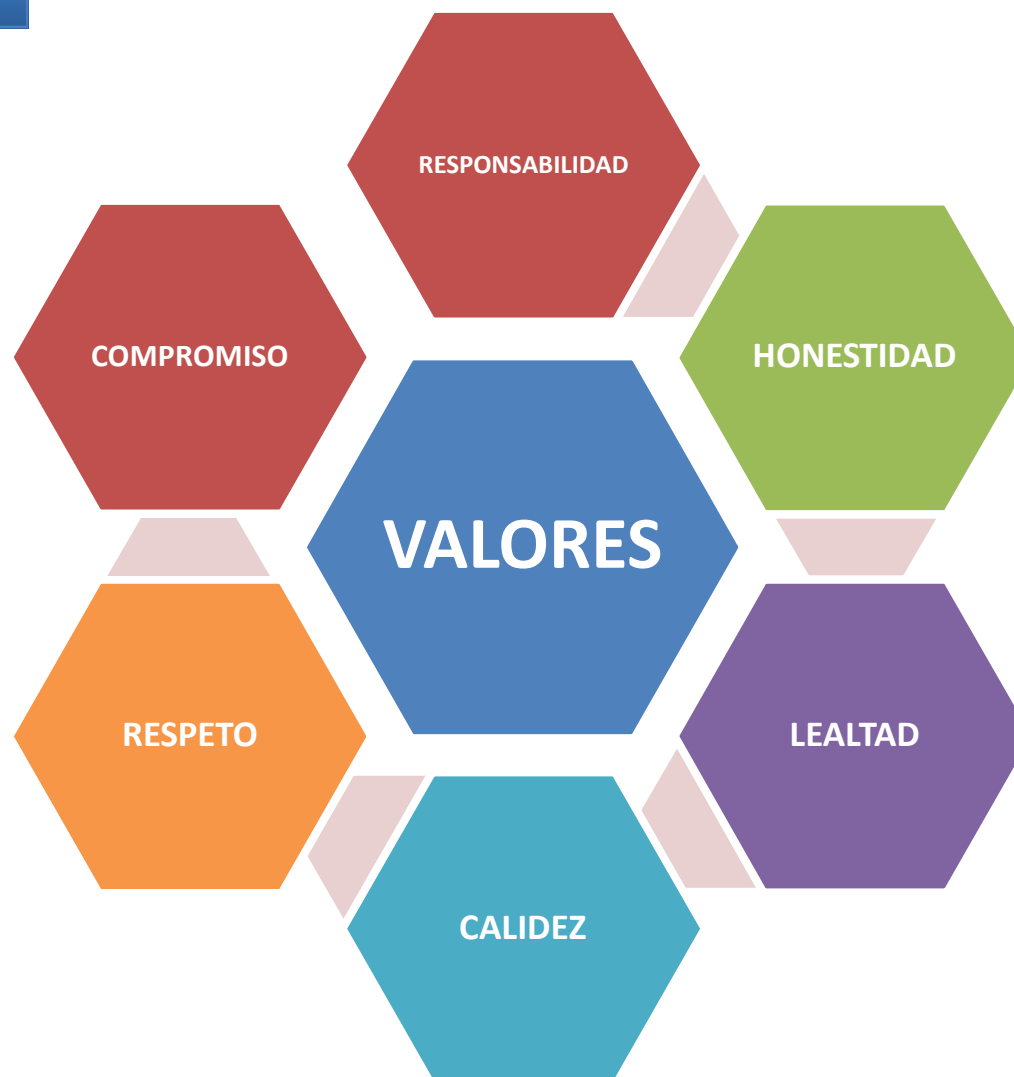 RESPONSABILIDAD
COMPROMISO
HONESTIDAD
VALORES
RESPETO
LEALTAD
CALIDEZ